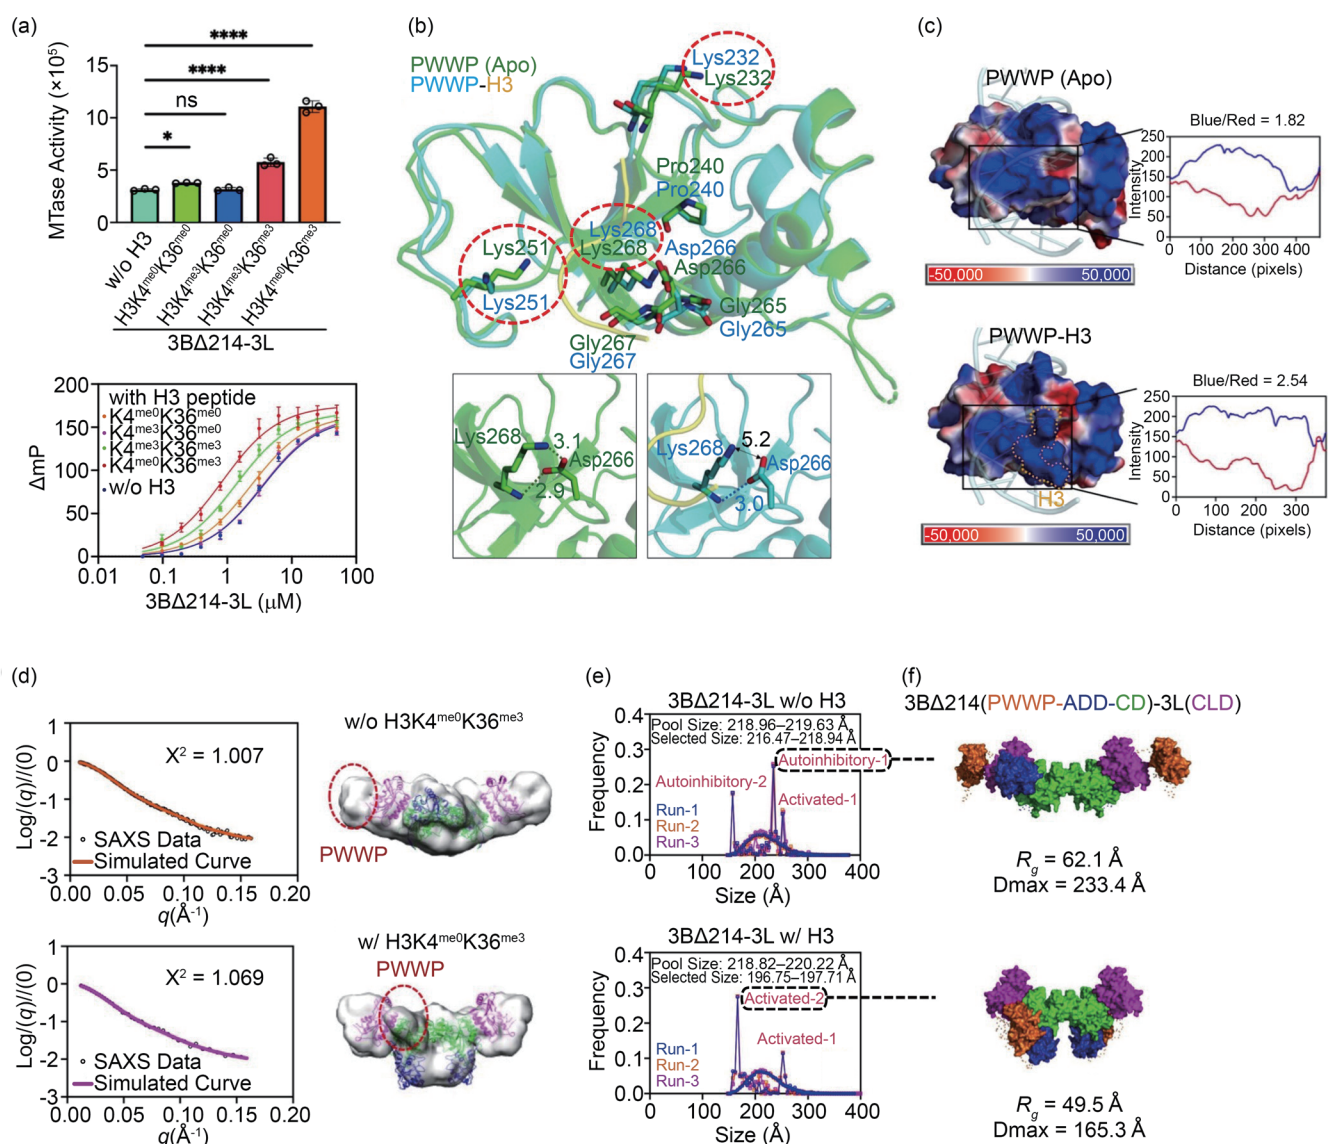 (a)
MTase Activity (×10⁵)
15
10
5
0
****
****
ns
*
w/o H3
H3K4me0K36me0
H3K4me3K36me0
H3K4me3K36me3
H3K4me0K36me3
3BΔ214-3L
ΔmP
200
150
100
50
0
with H3 peptide
K4me0K36me0
K4me3K36me0
K4me3K36me3
K4me0K36me3
w/o H3
0.01 0.1 1 10 100
3BΔ214-3L (μM)
(b)
PWWP (Apo)
PWWP-H3
Lys232
Lys232
Pro240
Pro240
Lys268
Lys268
Asp266
Asp266
Lys251
Lys251
Gly265
Gly265
Gly267
Gly267
Lys268
3.1
Asp266
2.9
Lys268
5.2
Asp266
3.0
(c)
PWWP (Apo)
-50,000 50,000
Blue/Red = 1.82
Intensity
250
200
150
100
50
0
0 100 200 300 400
Distance (pixels)
PWWP-H3
H3
-50,000 50,000
Blue/Red = 2.54
Intensity
250
200
150
100
50
0
0 100 200 300
Distance (pixels)
(d)
Log/(q)//(0)
1
0
-1
-2
-3
X² = 1.007
SAXS Data
Simulated Curve
0.00 0.05 0.10 0.15 0.20
q(Å⁻¹)
w/o H3K4me0K36me3
PWWP
Log/(q)//(0)
1
0
-1
-2
-3
X² = 1.069
SAXS Data
Simulated Curve
0.00 0.05 0.10 0.15 0.20
q(Å⁻¹)
w/ H3K4me0K36me3
PWWP
(e)
3BΔ214-3L w/o H3
Frequency
0.4
0.3
0.2
0.1
0.0
Pool Size: 218.96–219.63 Å
Selected Size: 216.47–218.94 Å
Autoinhibitory-1
Autoinhibitory-2
Activated-1
Run-1
Run-2
Run-3
0 100 200 300 400
Size (Å)
3BΔ214-3L w/ H3
Frequency
0.4
0.3
0.2
0.1
0.0
Pool Size: 218.82–220.22 Å
Selected Size: 196.75–197.71 Å
Activated-2
Activated-1
Run-1
Run-2
Run-3
0 100 200 300 400
Size (Å)
(f)
3BΔ214(PWWP-ADD-CD)-3L(CLD)
Rg = 62.1 Å
Dmax = 233.4 Å
Rg = 49.5 Å
Dmax = 165.3 Å